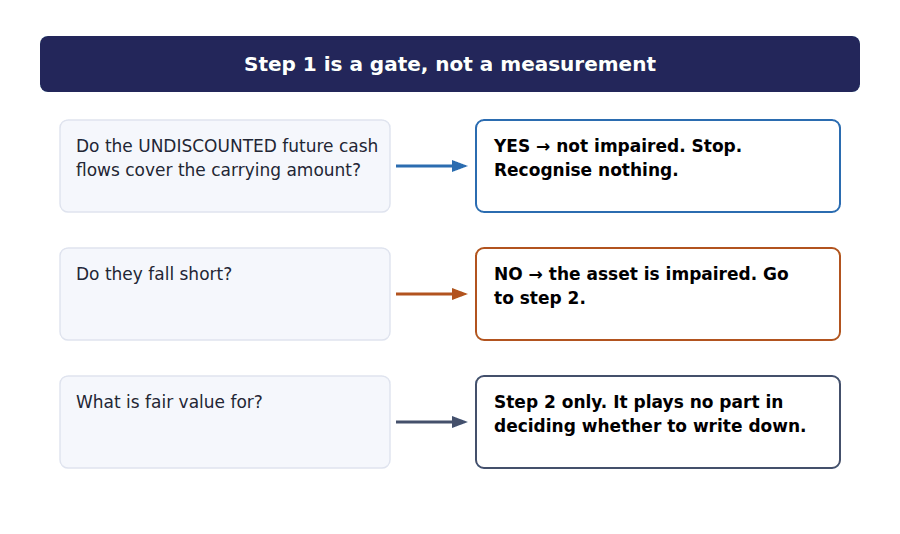 Step 1 is a gate, not a measurement
Do the UNDISCOUNTED future cash
flows cover the carrying amount?
YES → not impaired. Stop.
Recognise nothing.
Do they fall short?
NO → the asset is impaired. Go
to step 2.
What is fair value for?
Step 2 only. It plays no part in
deciding whether to write down.